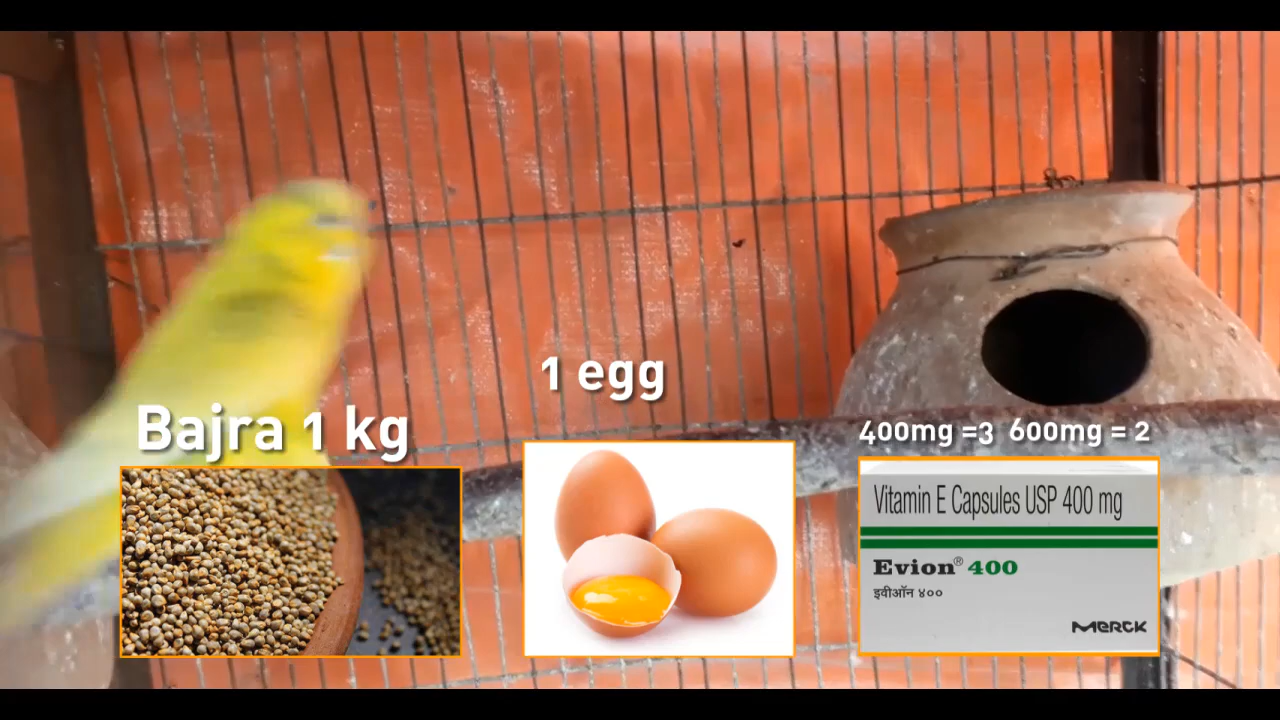 1 egg
Bajra 1 kg
400mg =3 600mg = 2
Vitamin E Capsules USP 400 mg
Evion® 400
इवीऑन ४००
MERCK